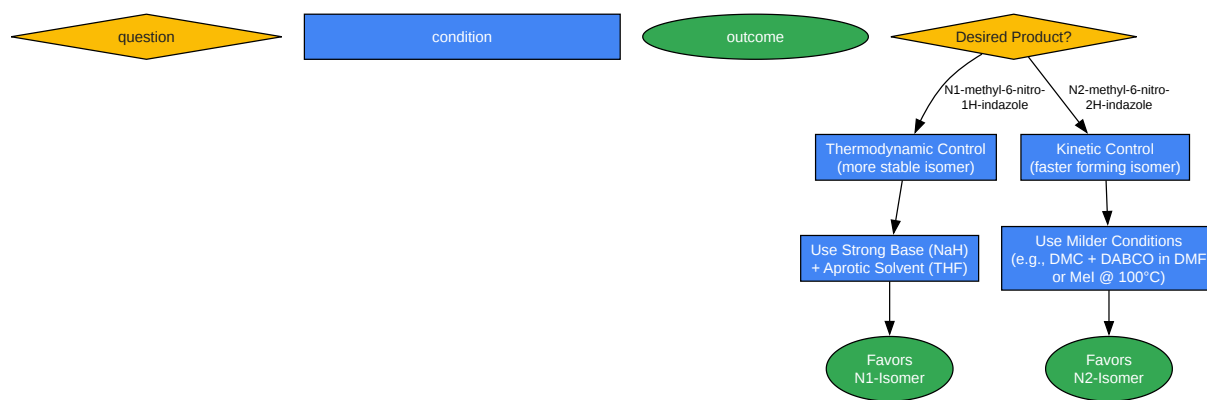 question
condition
outcome
Desired Product?
N1-methyl-6-nitro-
1H-indazole
N2-methyl-6-nitro-
2H-indazole
Thermodynamic Control
(more stable isomer)
Kinetic Control
(faster forming isomer)
Use Strong Base (NaH)
+ Aprotic Solvent (THF)
Use Milder Conditions
(e.g., DMC + DABCO in DMF
or MeI @ 100°C)
Favors
N1-Isomer
Favors
N2-Isomer